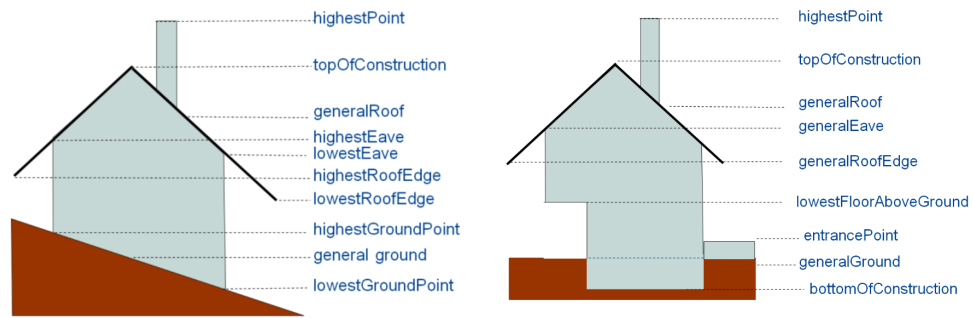 highestPoint
topOfConstruction
generalRoof
highestEave
lowestEave
highestRoofEdge
lowestRoofEdge
highestGroundPoint
general ground
lowestGroundPoint
highestPoint
topOfConstruction
generalRoof
generalEave
generalRoofEdge
lowestFloorAboveGround
entrancePoint
generalGround
bottomOfConstruction